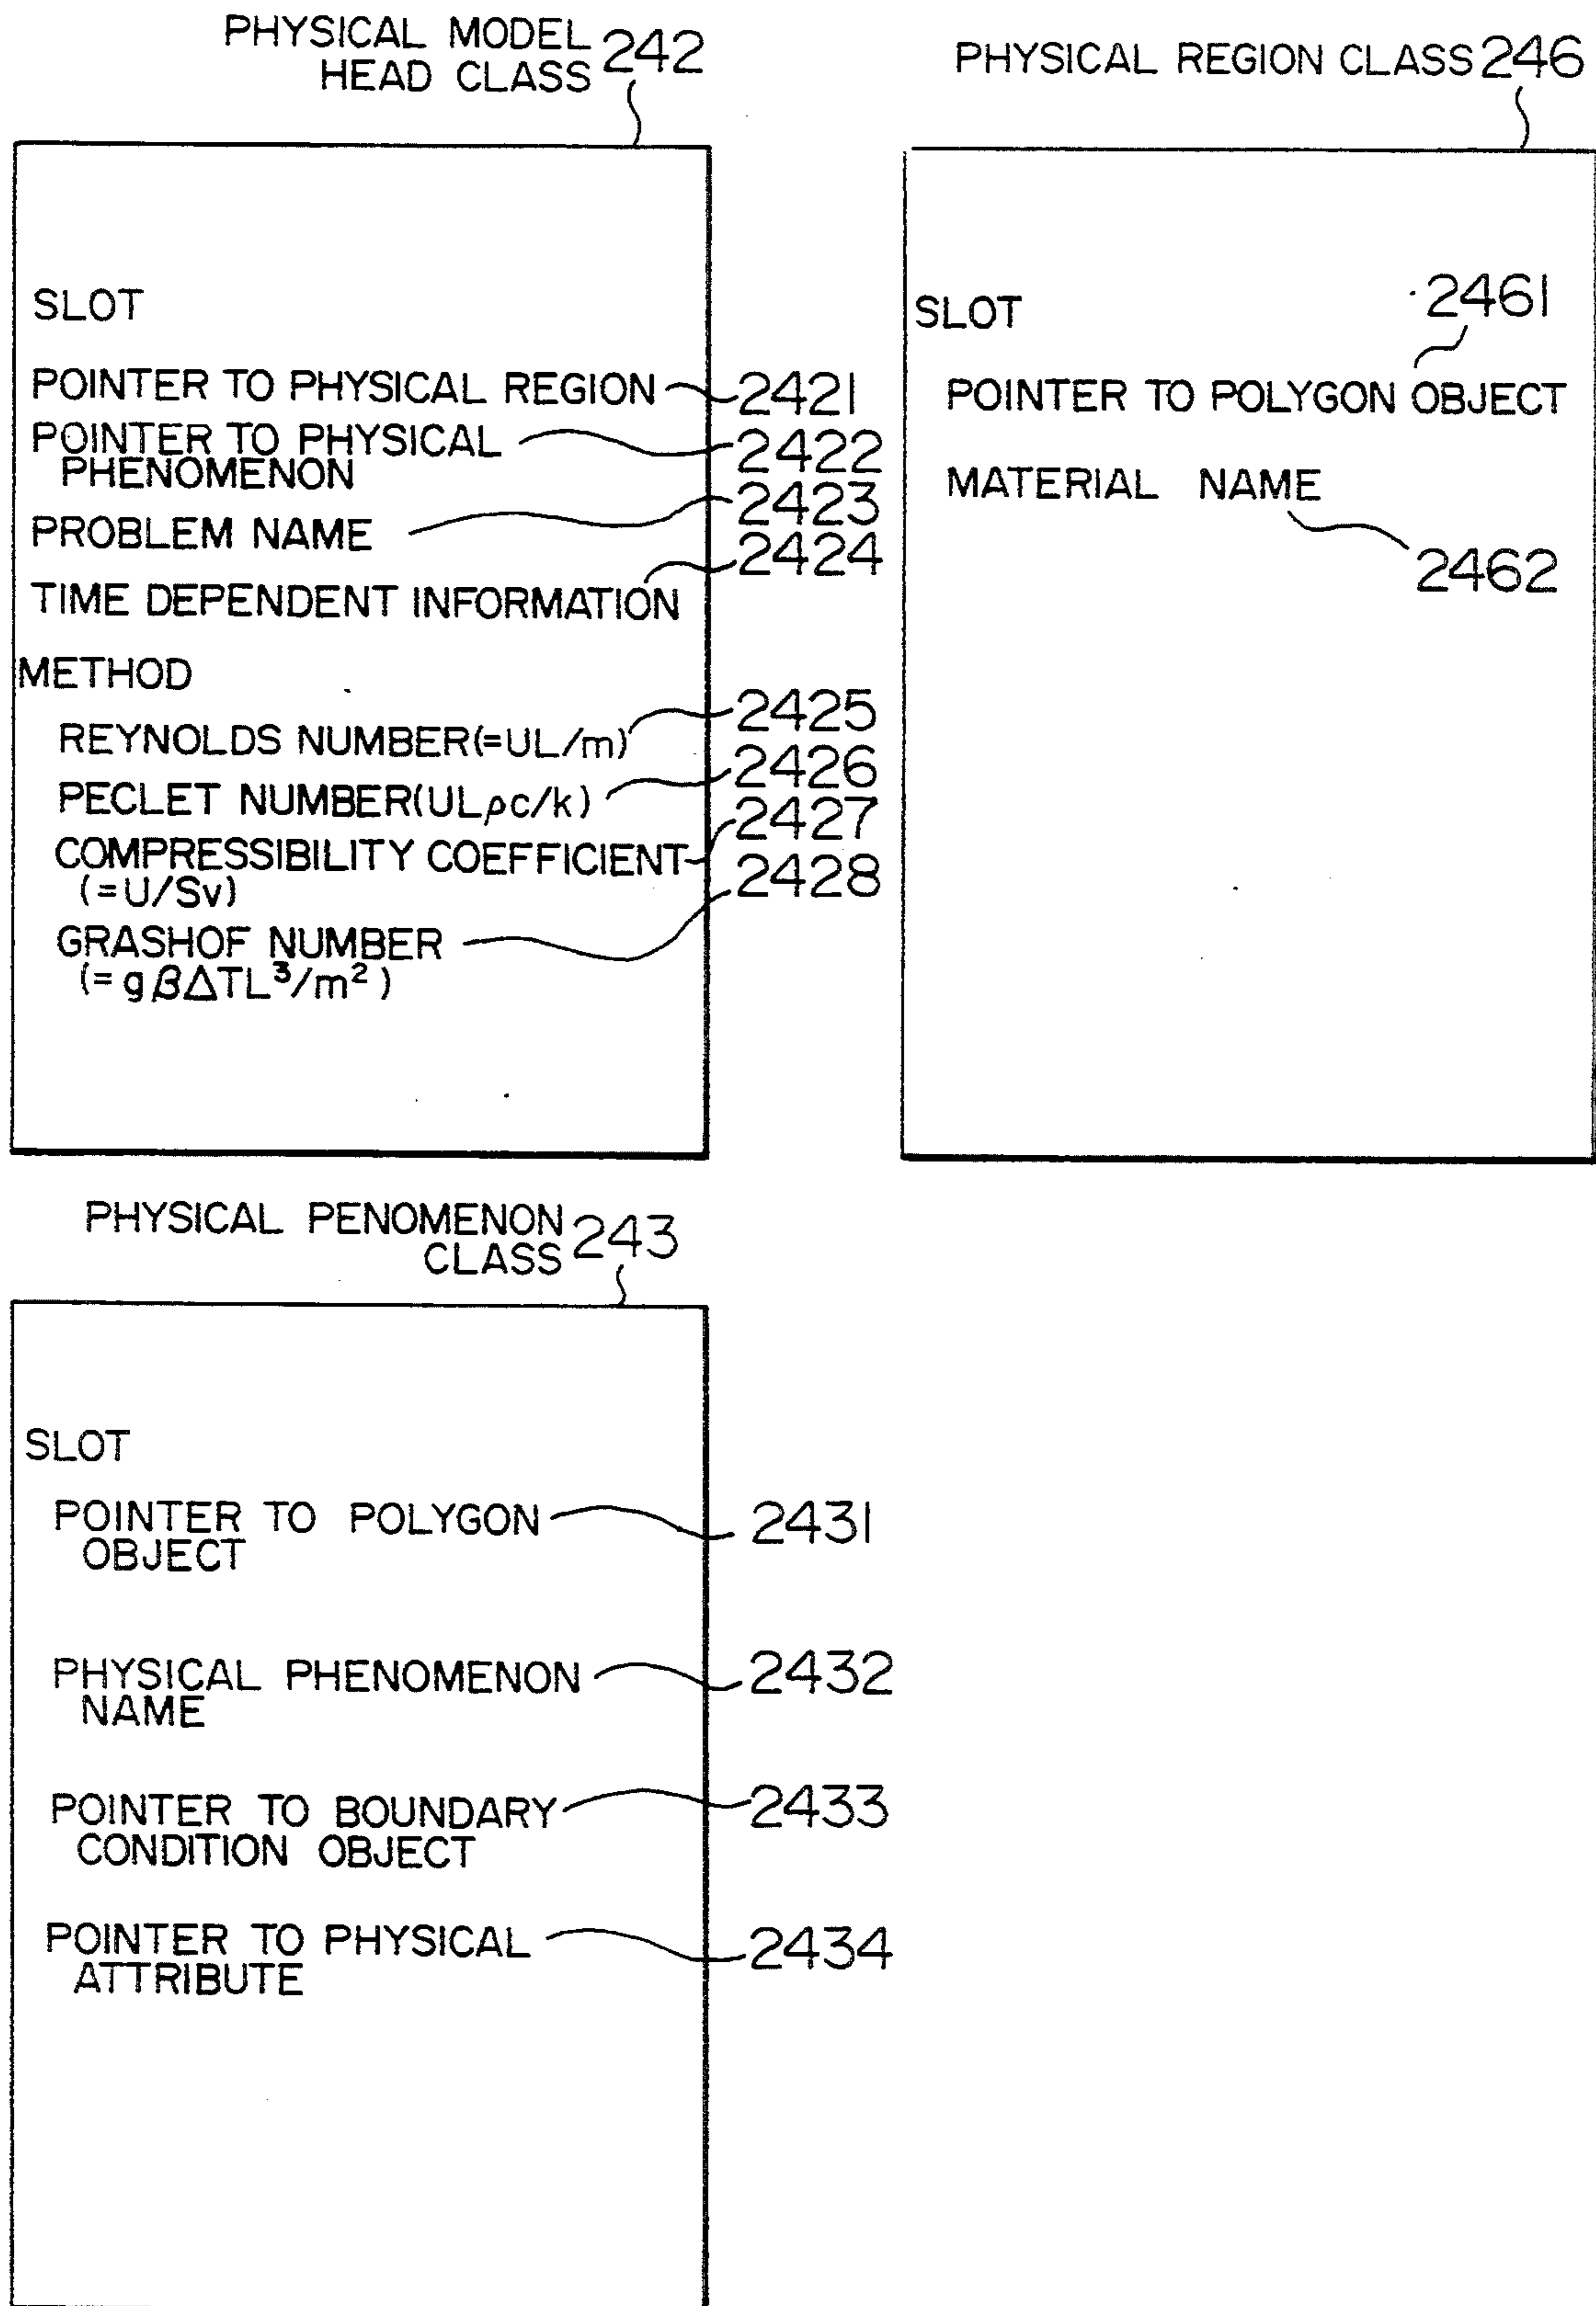 PHYSICAL MODEL
HEAD CLASS 242
SLOT
POINTER TO PHYSICAL REGION 2421
POINTER TO PHYSICAL 2422
PHENOMENON
PROBLEM NAME 2423
TIME DEPENDENT INFORMATION 2424
METHOD
REYNOLDS NUMBER(=UL/m) 2425
PECLET NUMBER(ULρc/k) 2426
COMPRESSIBILITY COEFFICIENT 2427
(=U/Sv)
GRASHOF NUMBER 2428
(=gβΔTL³/m²)
PHYSICAL REGION CLASS 246
SLOT
2461
POINTER TO POLYGON OBJECT
MATERIAL NAME
2462
PHYSICAL PENOMENON
CLASS 243
SLOT
POINTER TO POLYGON 2431
OBJECT
PHYSICAL PHENOMENON 2432
NAME
POINTER TO BOUNDARY 2433
CONDITION OBJECT
POINTER TO PHYSICAL 2434
ATTRIBUTE